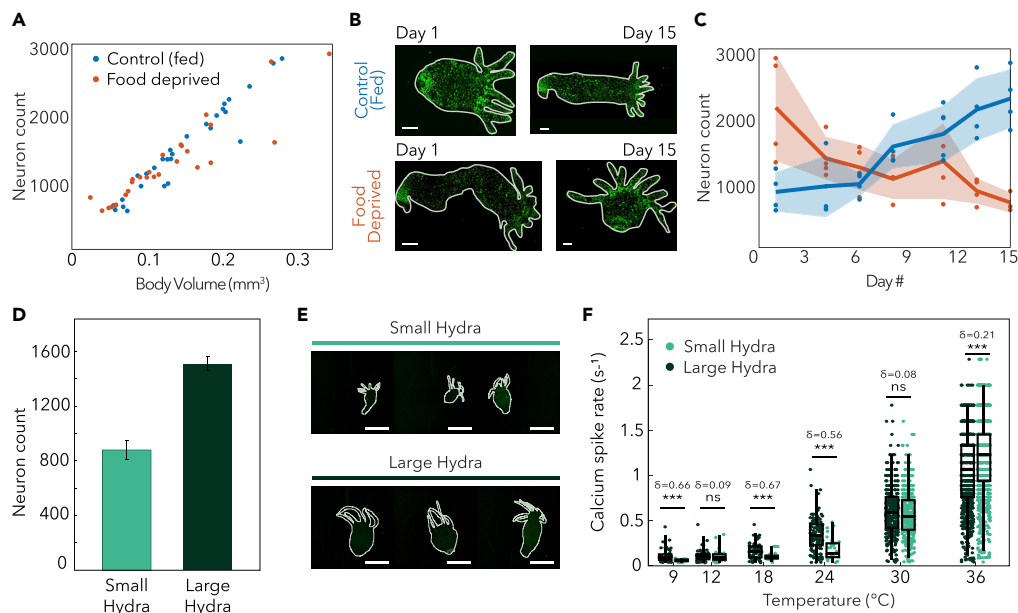 A
3000
2000
1000
Neuron count
Control (fed)
Food deprived
0
0.1
0.2
0.3
Body Volume (mm³)
B
Day 1
Day 15
Control
(Fed)
Day 1
Day 15
Food
Deprived
C
3000
2000
1000
Neuron count
0
3
6
9
12
15
Day #
D
1600
1200
800
400
0
Neuron count
Small
Hydra
Large
Hydra
E
Small Hydra
Large Hydra
F
Calcium spike rate (s-1)
2.5
2
1.5
1
0.5
0
Small Hydra
Large Hydra
δ=0.66
***
δ=0.09
ns
δ=0.67
***
δ=0.56
***
δ=0.08
ns
δ=0.21
***
9
12
18
24
30
36
Temperature (°C)